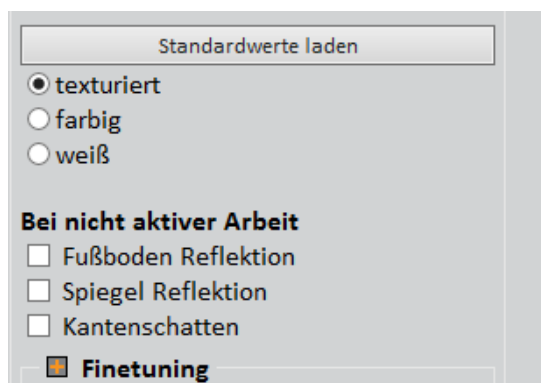 Standardwerte laden
texturiert
farbig
weiß
Bei nicht aktiver Arbeit
Fußboden Reflektion
Spiegel Reflektion
Kantenschatten
Finetuning